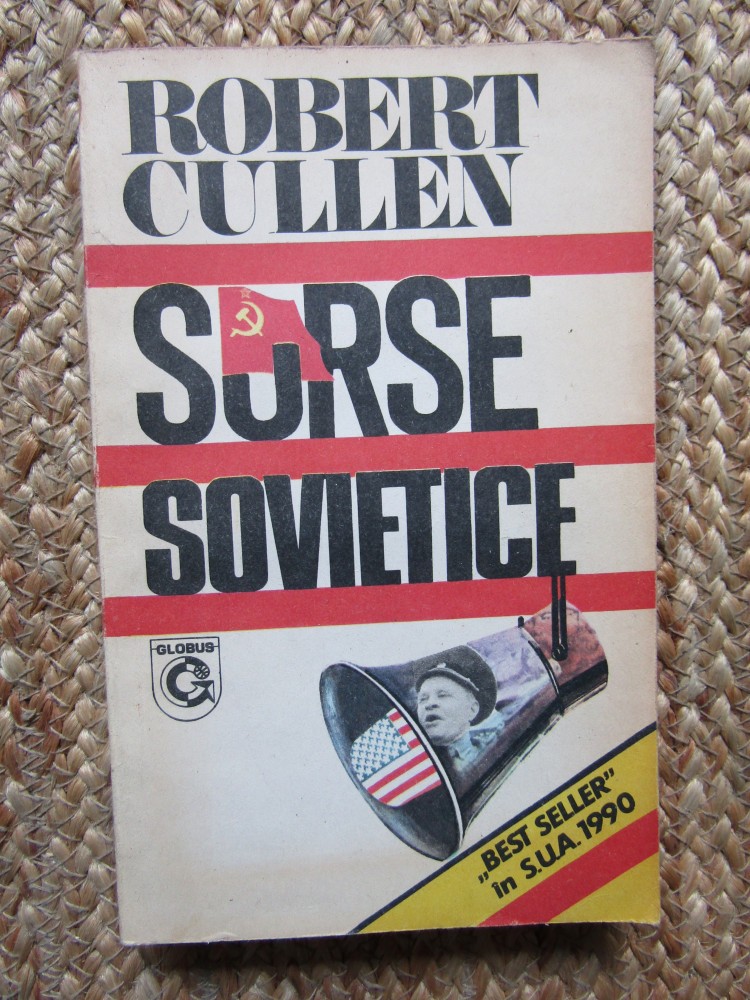 ROBERT
CULLEN
SURSE
SOVIETICE
GLOBUS
„BEST SELLER”
în S.U.A. 1990